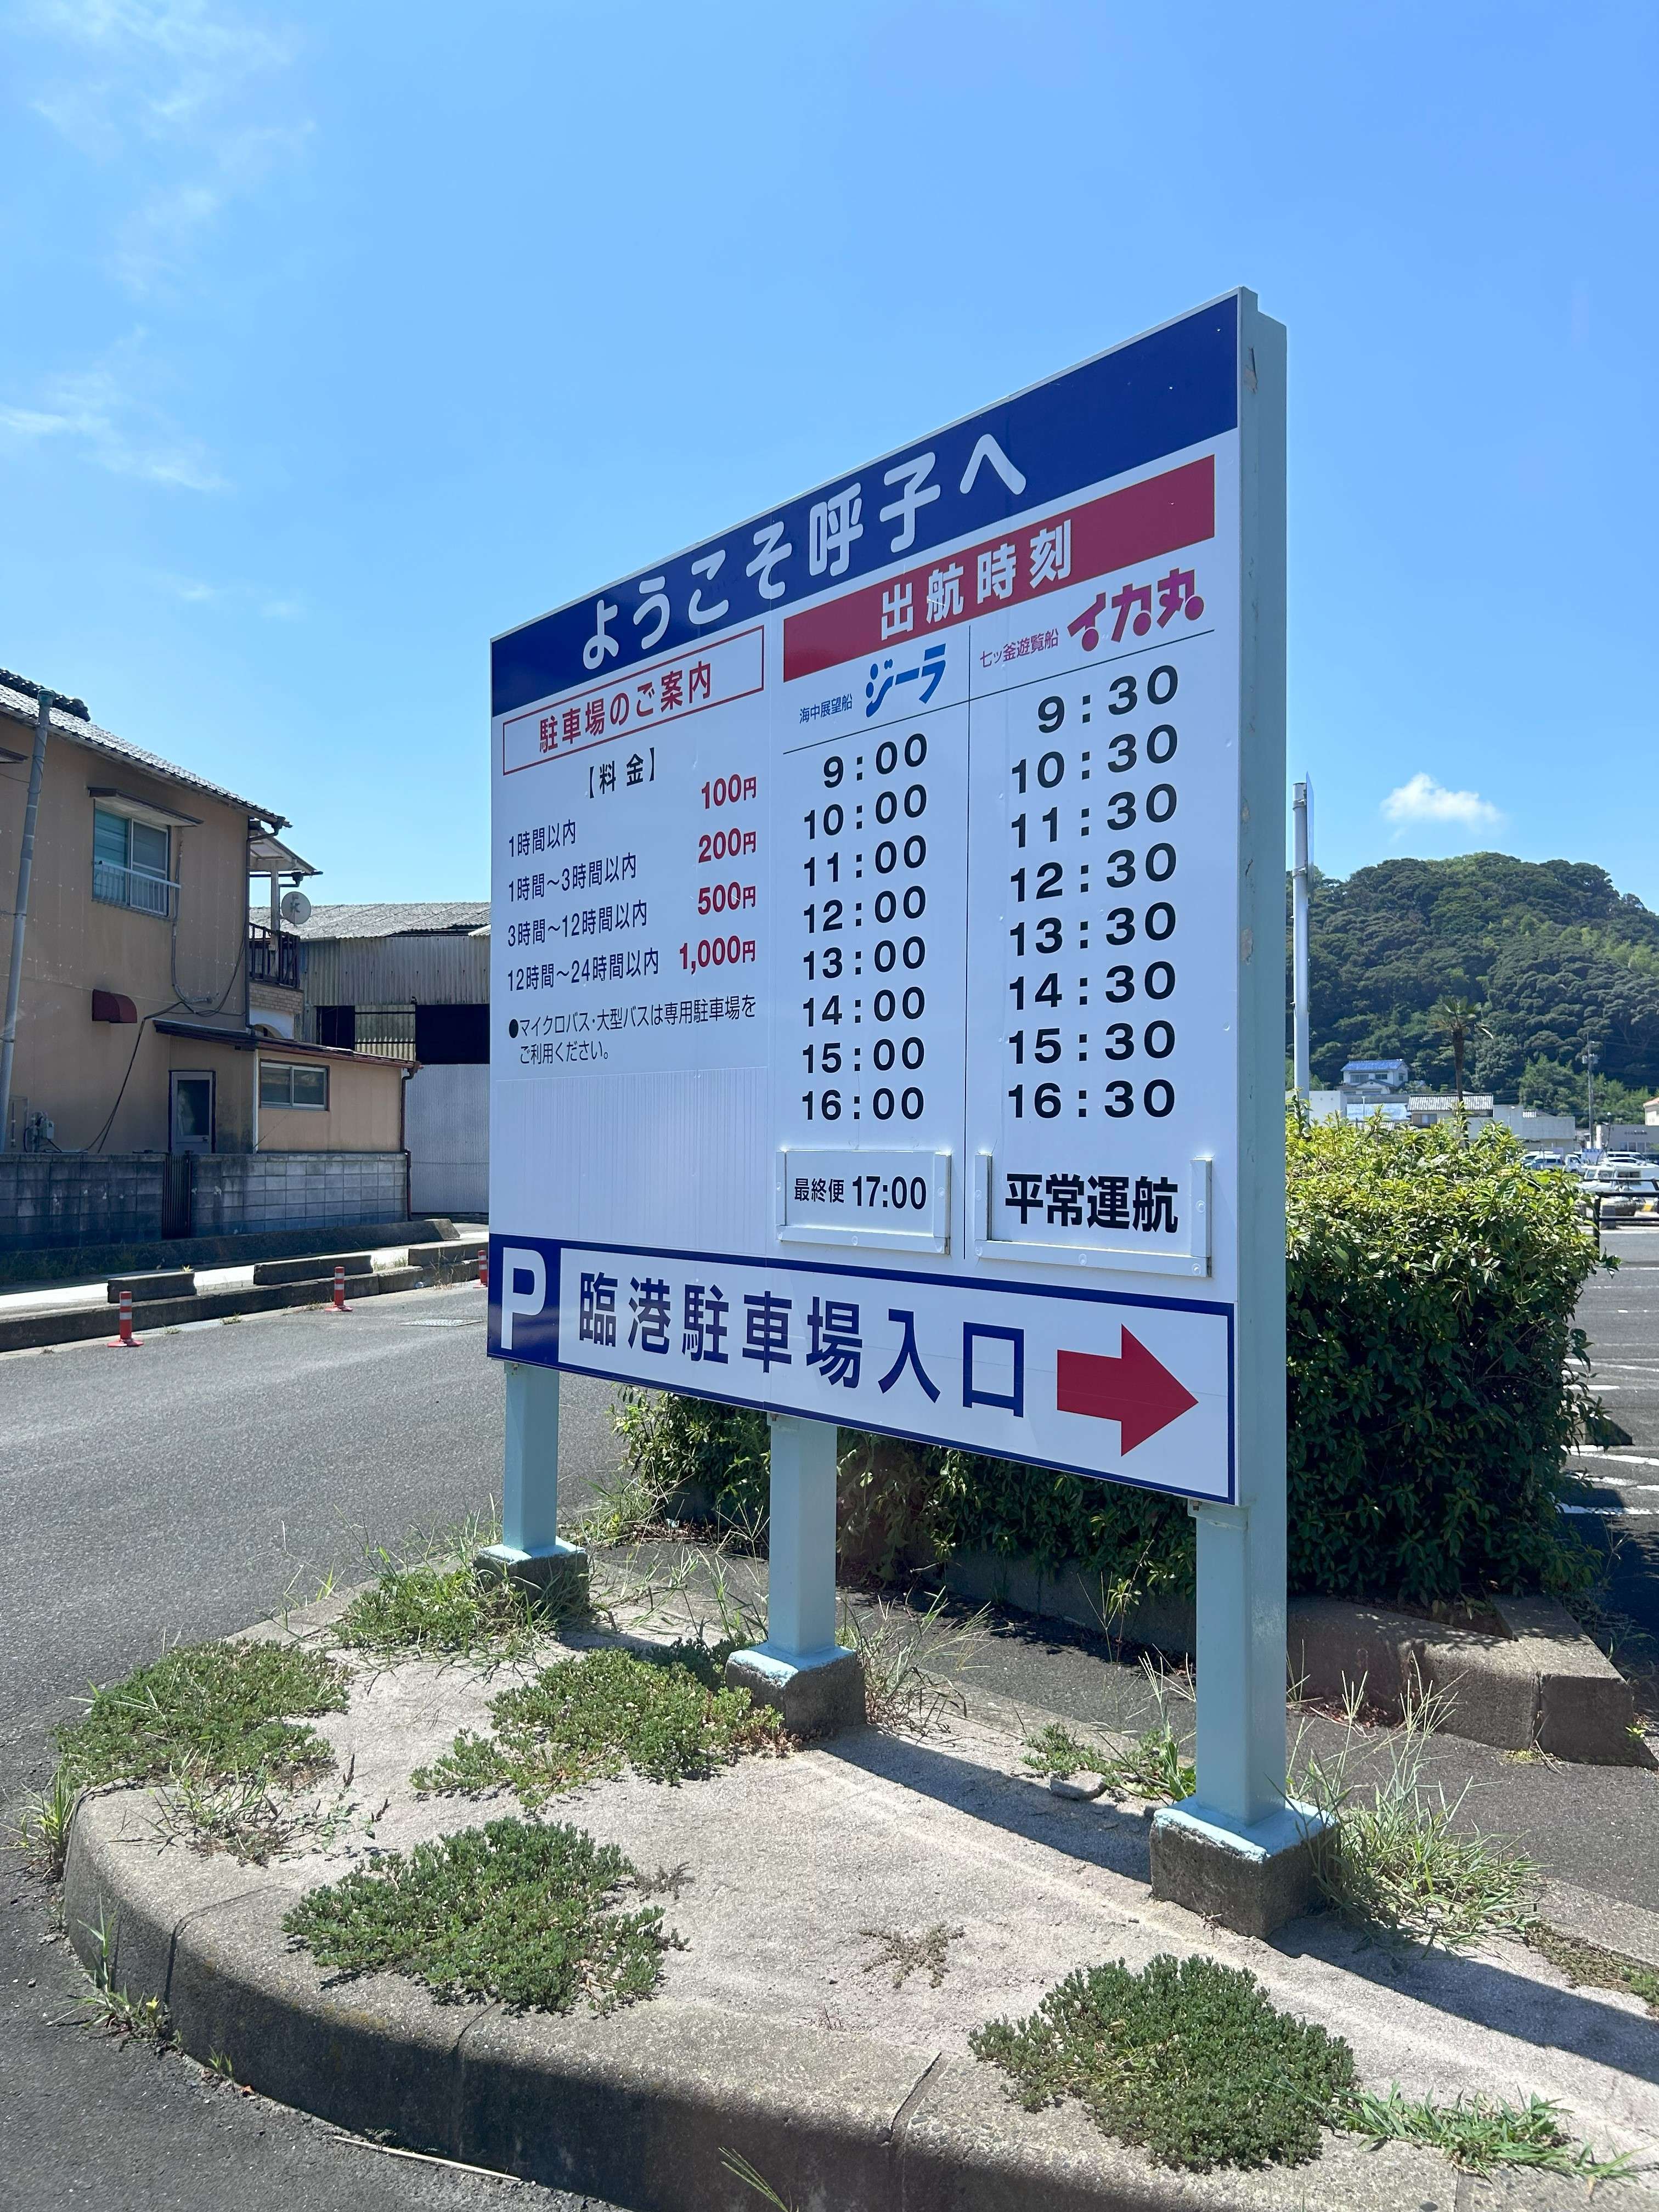 ようこそ呼子へ
駐車場のご案内
【料金】
1時間以内 100円
1時間～3時間以内 200円
3時間～12時間以内 500円
12時間～24時間以内 1,000円
●マイクロバス・大型バスは専用駐車場を
ご利用ください。
出航時刻
海中展望船 ジーラ
9:00
10:00
11:00
12:00
13:00
14:00
15:00
16:00
最終便 17:00
七ツ釜遊覧船 イカ丸
9:30
10:30
11:30
12:30
13:30
14:30
15:30
16:30
平常運航
P 臨港駐車場入口